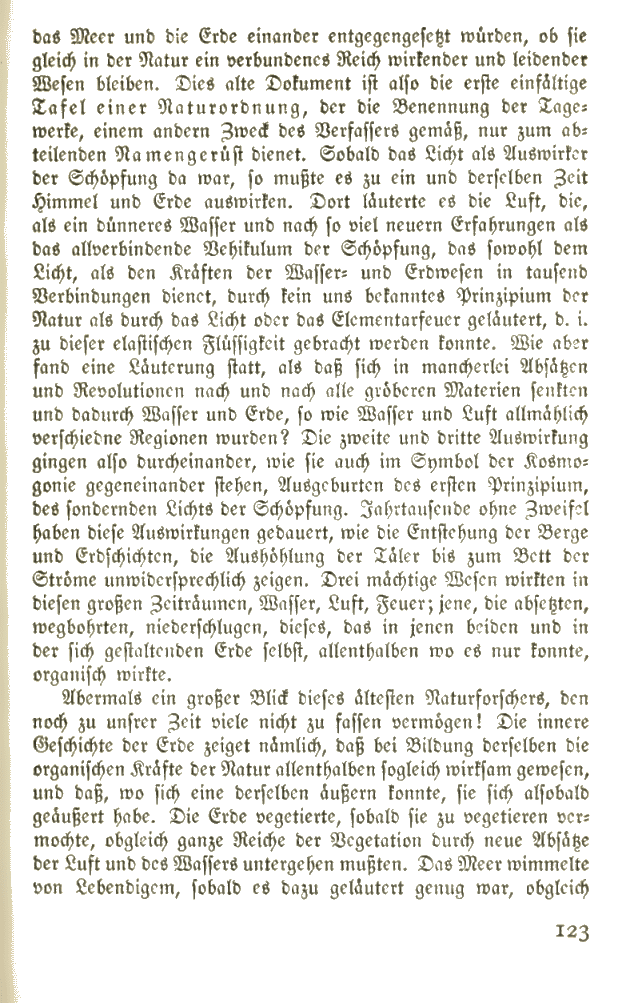 das Meer und die Erde einander entgegengesetzt würden, ob sie
gleich in der Natur ein verbundenes Reich wirkender und leidender
Wesen bleiben. Dies alte Dokument ist also die erste einfältige
Tafel einer Naturordnung, der die Benennung der Tage-
werke, einem andern Zweck des Verfassers gemäß, nur zum ab-
teilenden Namengerüst dienet. Sobald das Licht als Auswirker
der Schöpfung da war, so mußte es zu ein und derselben Zeit
Himmel und Erde auswirken. Dort läuterte es die Luft, die,
als ein dünneres Wasser und nach so viel neuern Erfahrungen als
das allverbindende Vehikulum der Schöpfung, das sowohl dem
Licht, als den Kräften der Wasser- und Erdwesen in tausend
Verbindungen dienet, durch kein uns bekanntes Prinzipium der
Natur als durch das Licht oder das Elementarfeuer geläutert, d. i.
zu dieser elastischen Flüssigkeit gebracht werden konnte. Wie aber
fand eine Läuterung statt, als daß sich in mancherlei Absätzen
und Revolutionen nach und nach alle gröberen Materien senkten
und dadurch Wasser und Erde, so wie Wasser und Luft allmählich
verschiedne Regionen wurden? Die zweite und dritte Auswirkung
gingen also durcheinander, wie sie auch im Symbol der Kosmo-
gonie gegeneinander stehen, Ausgeburten des ersten Prinzipium,
des sondernden Lichts der Schöpfung. Jahrtausende ohne Zweifel
haben diese Auswirkungen gedauert, wie die Entstehung der Berge
und Erdschichten, die Aushöhlung der Täler bis zum Bett der
Ströme unwidersprechlich zeigen. Drei mächtige Wesen wirkten in
diesen großen Zeiträumen, Wasser, Luft, Feuer; jene, die absetzten,
wegbohrten, niederschlugen, dieses, das in jenen beiden und in
der sich gestaltenden Erde selbst, allenthalben wo es nur konnte,
organisch wirkte.
Abermals ein großer Blick dieses ältesten Naturforschers, den
noch zu unsrer Zeit viele nicht zu fassen vermögen! Die innere
Geschichte der Erde zeiget nämlich, daß bei Bildung derselben die
organischen Kräfte der Natur allenthalben sogleich wirksam gewesen,
und daß, wo sich eine derselben äußern konnte, sie sich alsobald
geäußert habe. Die Erde vegetierte, sobald sie zu vegetieren ver-
mochte, obgleich ganze Reiche der Vegetation durch neue Absätze
der Luft und des Wassers untergehen mußten. Das Meer wimmelte
von Lebendigem, sobald es dazu geläutert genug war, obgleich
123